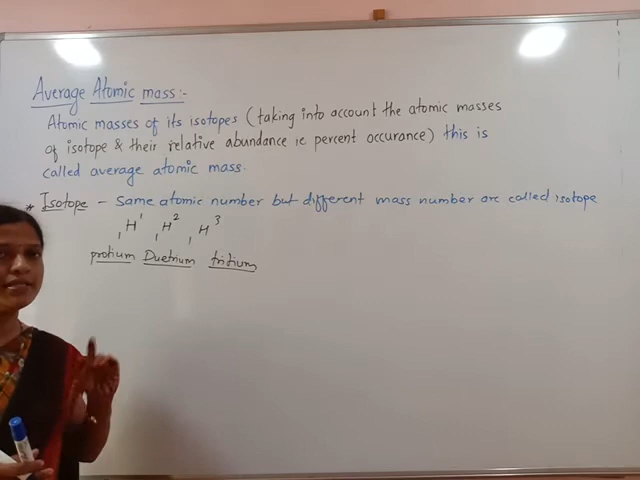 Average Atomic mass:-
Atomic masses of its isotopes (taking into account the atomic masses
of isotope & their relative abundance ie percent occurance) this is
called average atomic mass.
* Isotope - Same atomic number but different mass number are called isotope
₁H¹ ₁H² ₁H³
protium Duetrium tritium